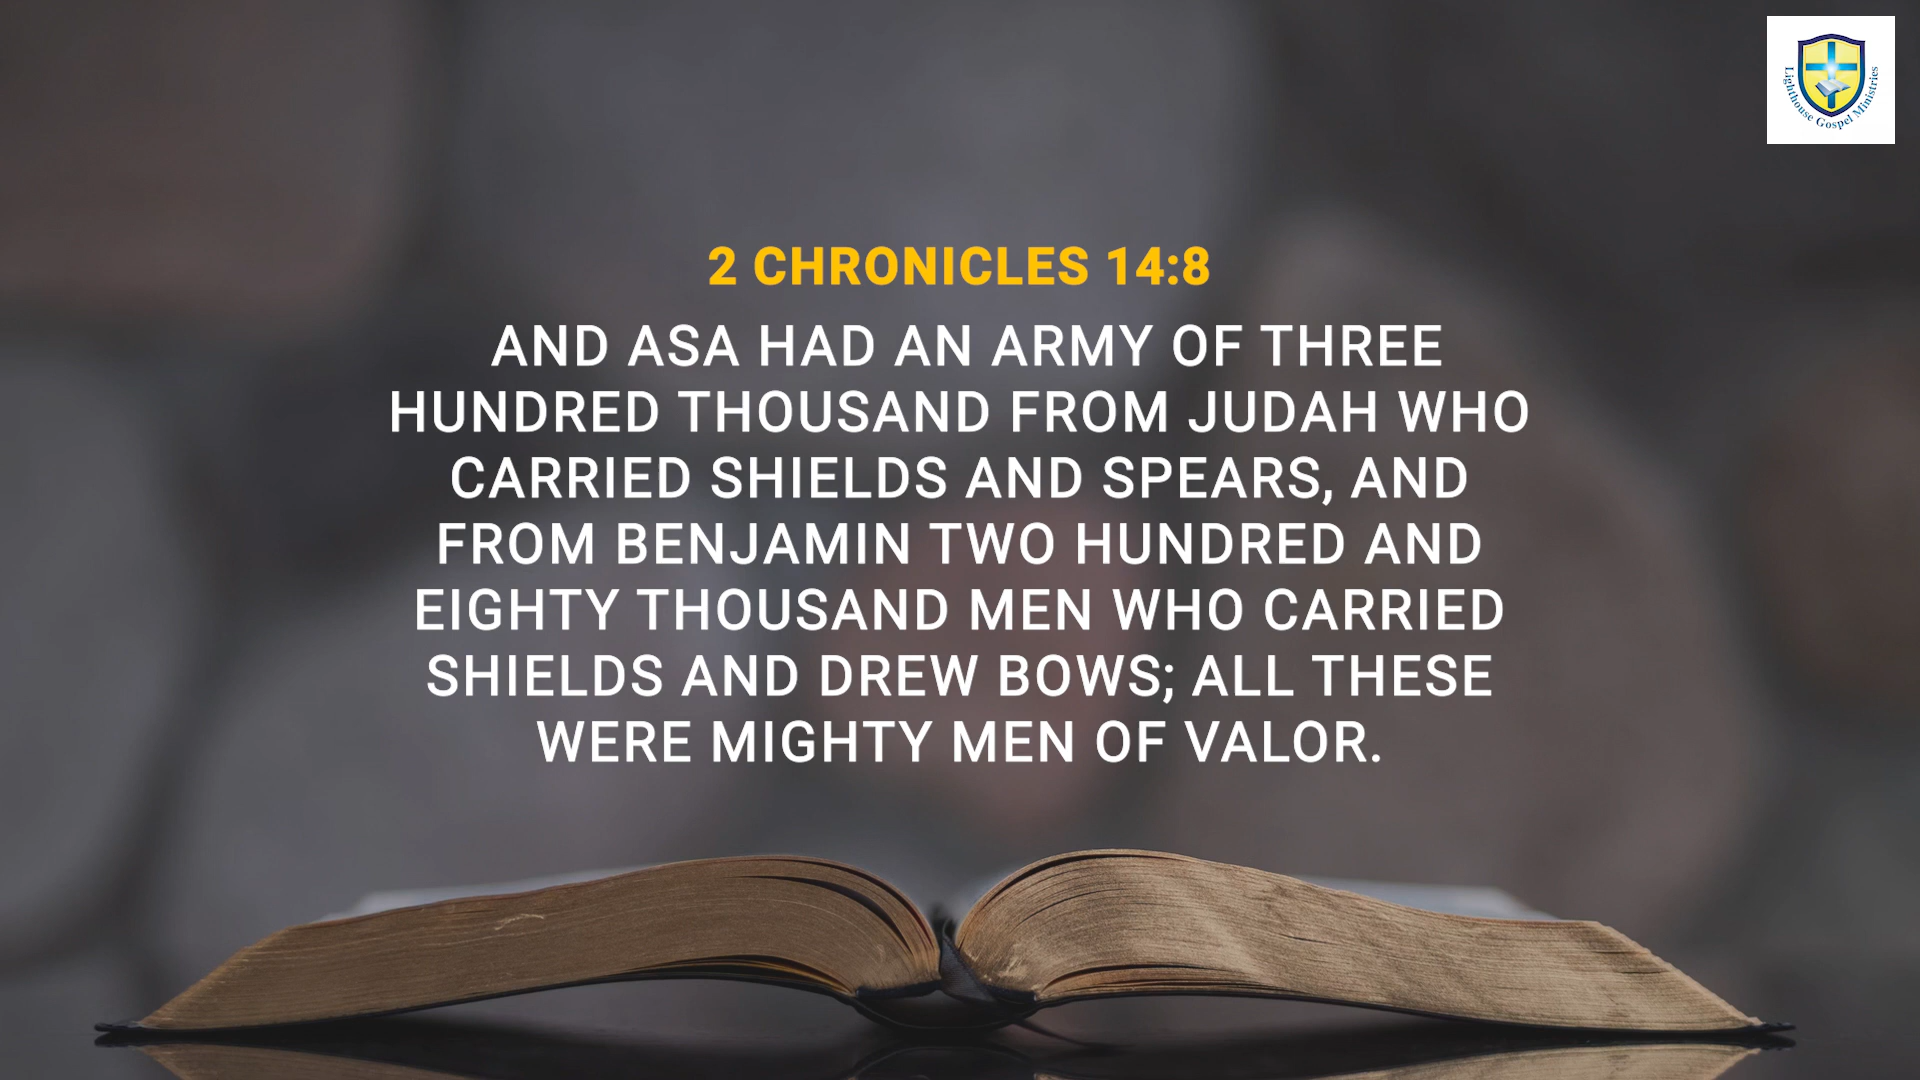 Lighthouse Gospel Ministries
2 CHRONICLES 14:8
AND ASA HAD AN ARMY OF THREE
HUNDRED THOUSAND FROM JUDAH WHO
CARRIED SHIELDS AND SPEARS, AND
FROM BENJAMIN TWO HUNDRED AND
EIGHTY THOUSAND MEN WHO CARRIED
SHIELDS AND DREW BOWS; ALL THESE
WERE MIGHTY MEN OF VALOR.